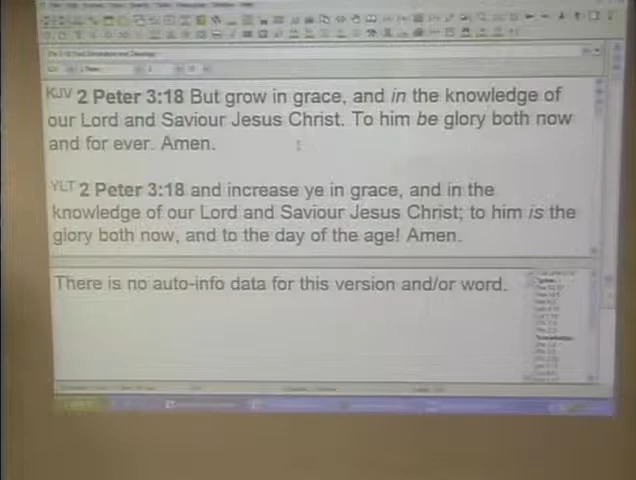 KJV 2 Peter 3:18 But grow in grace, and in the knowledge of
our Lord and Saviour Jesus Christ. To him be glory both now
and for ever. Amen.
YLT 2 Peter 3:18 and increase ye in grace, and in the
knowledge of our Lord and Saviour Jesus Christ; to him is the
glory both now, and to the day of the age! Amen.
There is no auto-info data for this version and/or word.